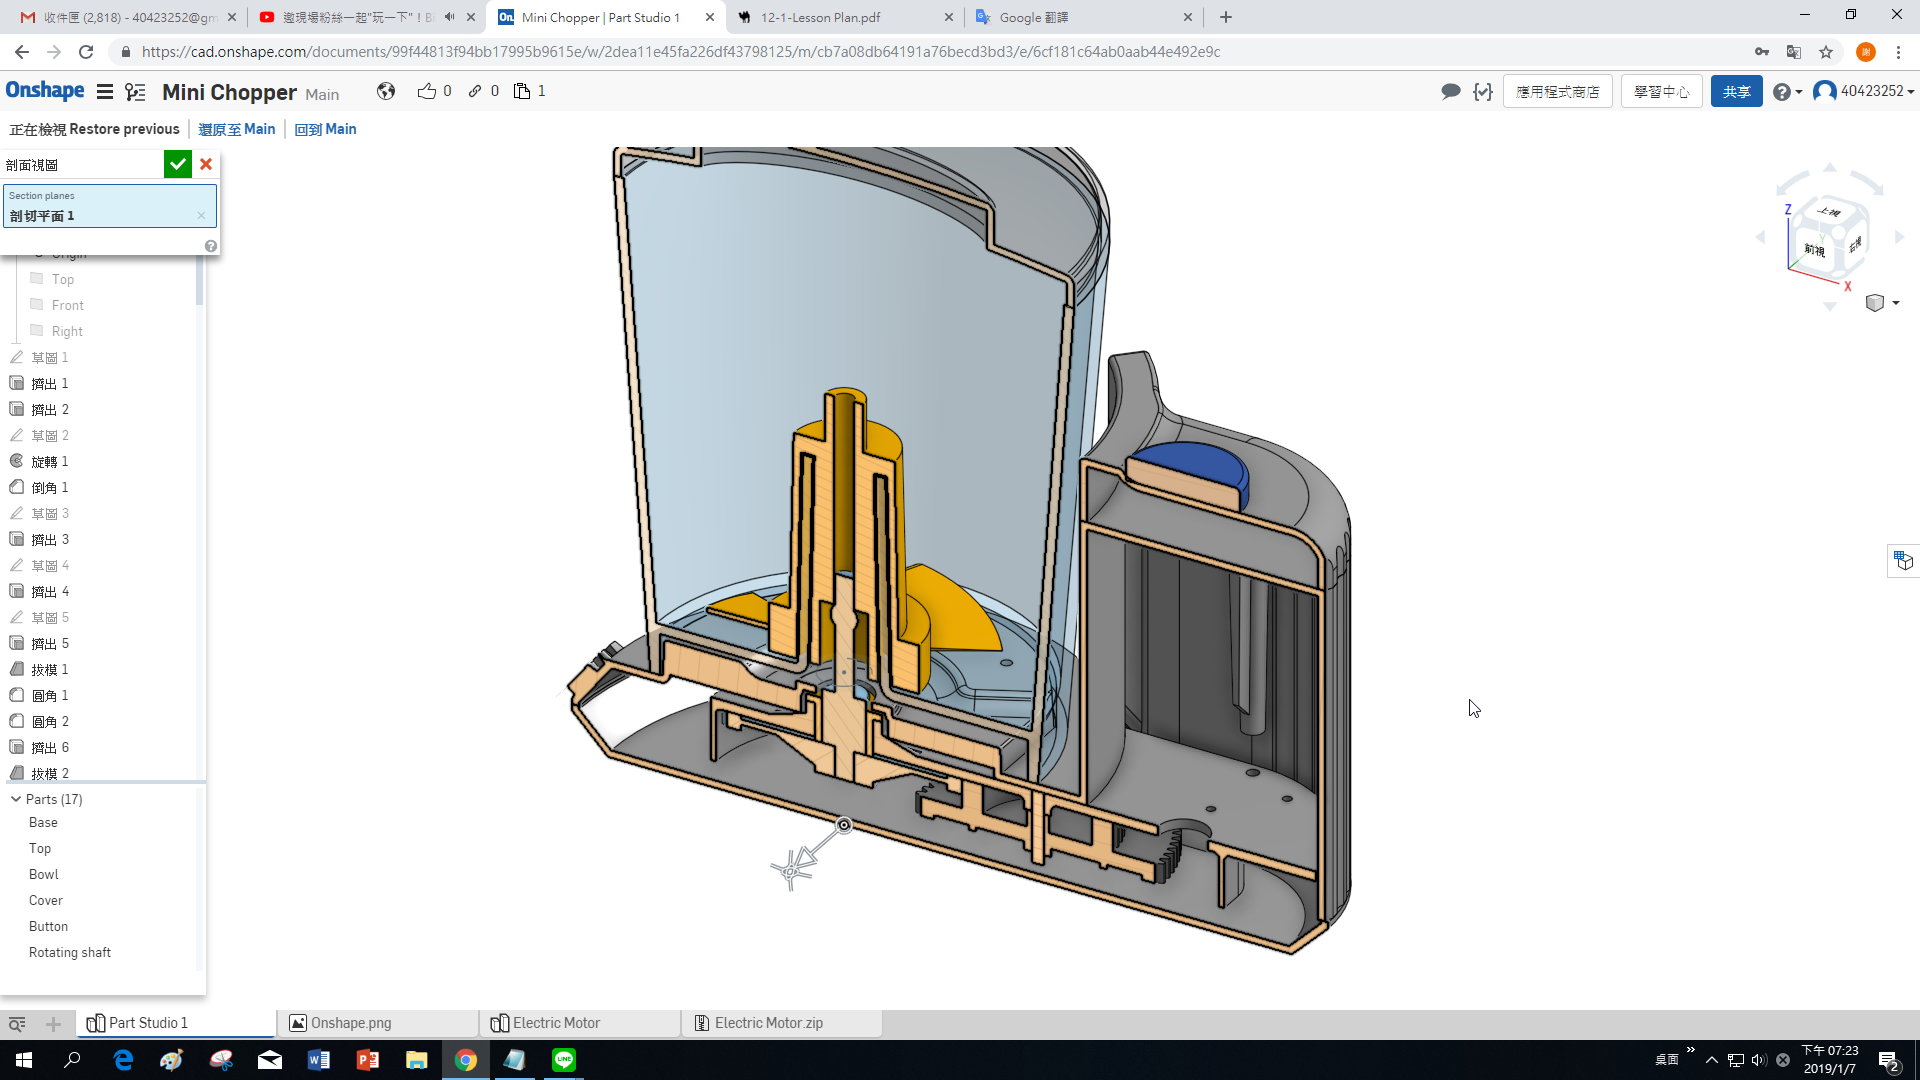 收件匣 (2,818) - 40423252@gm
邀現場粉絲一起"玩一下" ! B
Mini Chopper | Part Studio 1
12-1-Lesson Plan.pdf
Google 翻譯
https://cad.onshape.com/documents/99f44813f94bb17995b9615e/w/2dea11e45fa226df43798125/m/cb7a08db64191a76becd3bd3/e/6cf181c64ab0aab44e492e9c
謝
Onshape
Mini Chopper Main
0
0
1
應用程式商店
學習中心
共享
40423252
正在檢視 Restore previous
還原至 Main
回到 Main
剖面視圖
Section planes
剖切平面 1
Origin
Top
Front
Right
草圖 1
擠出 1
擠出 2
草圖 2
旋轉 1
倒角 1
草圖 3
擠出 3
草圖 4
擠出 4
草圖 5
擠出 5
拔模 1
圓角 1
圓角 2
擠出 6
拔模 2
Parts (17)
Base
Top
Bowl
Cover
Button
Rotating shaft
Z
上視
Y
前視
右視
X
Part Studio 1
Onshape.png
Electric Motor
Electric Motor.zip
桌面
下午 07:23
2019/1/7
2